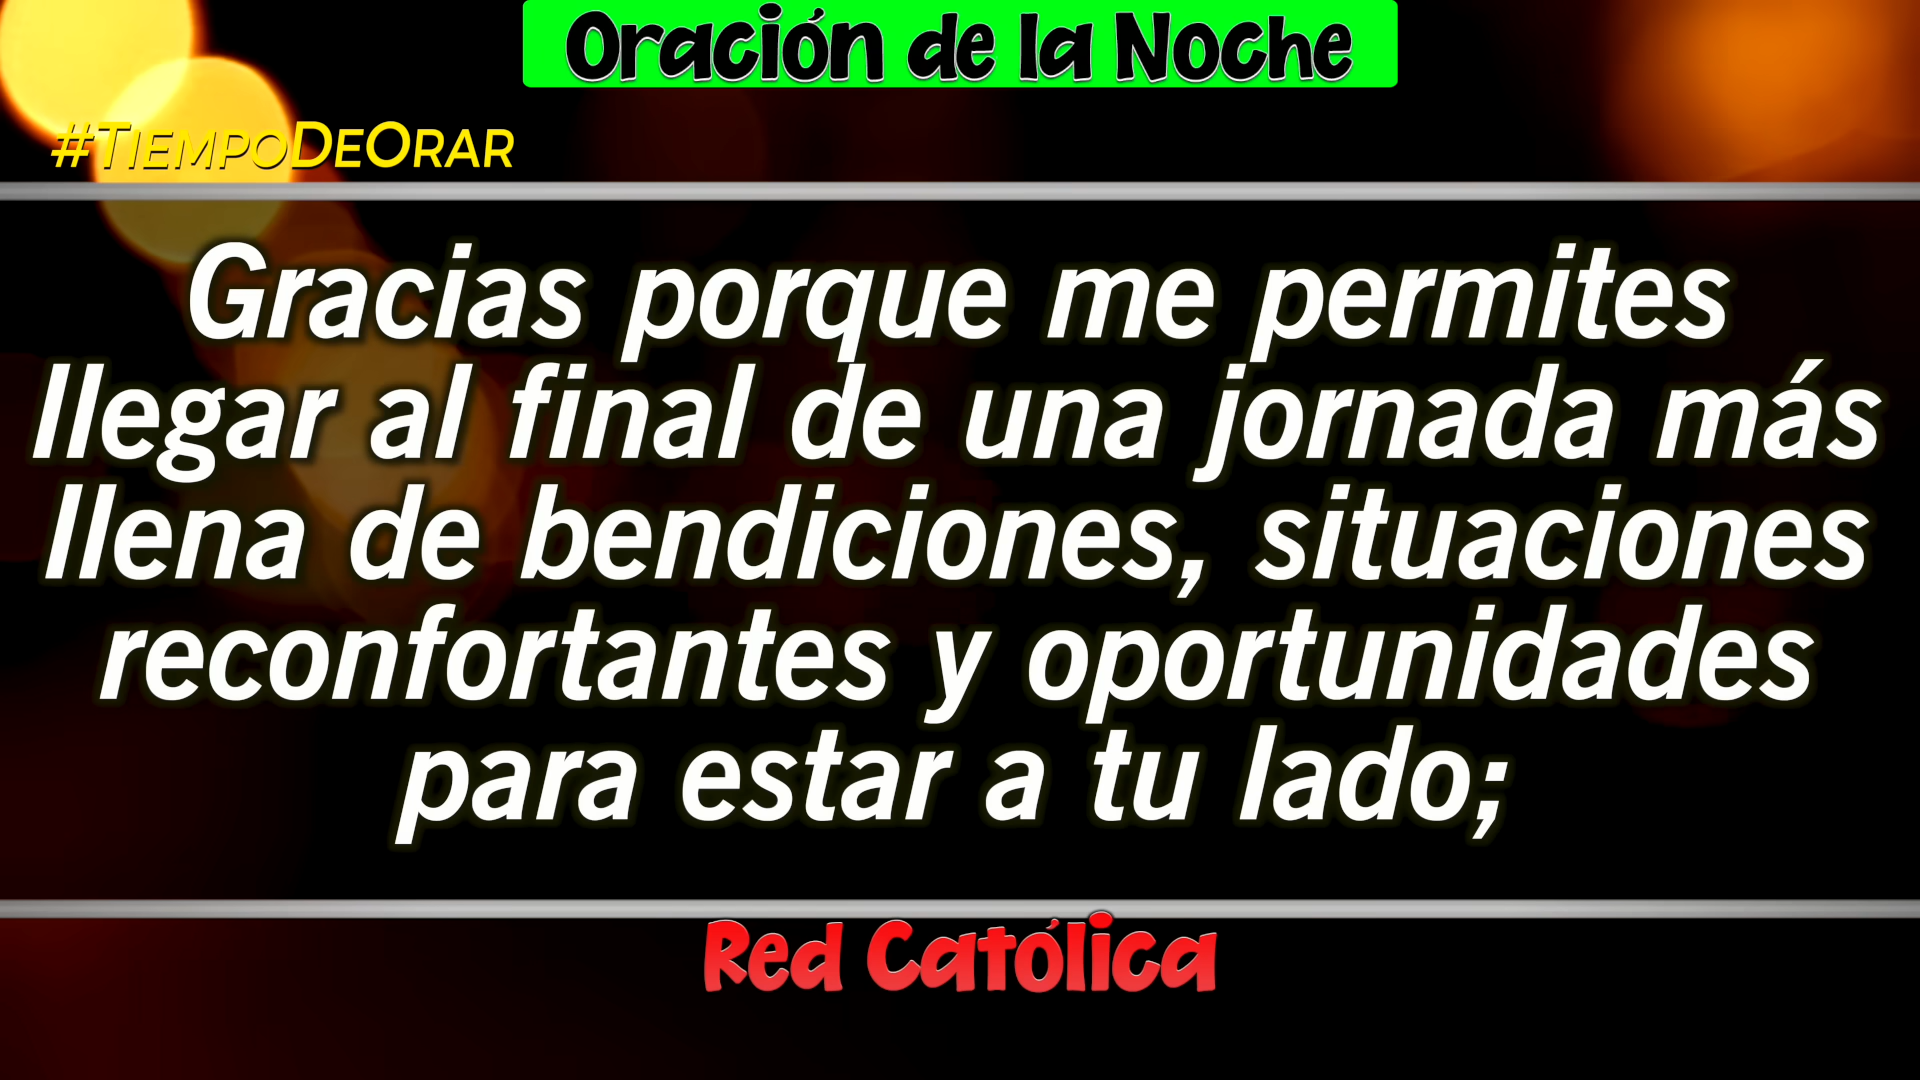 Oración de la Noche
#TiempoDeOrar
Gracias porque me permites
llegar al final de una jornada más
llena de bendiciones, situaciones
reconfortantes y oportunidades
para estar a tu lado;
Red Católica